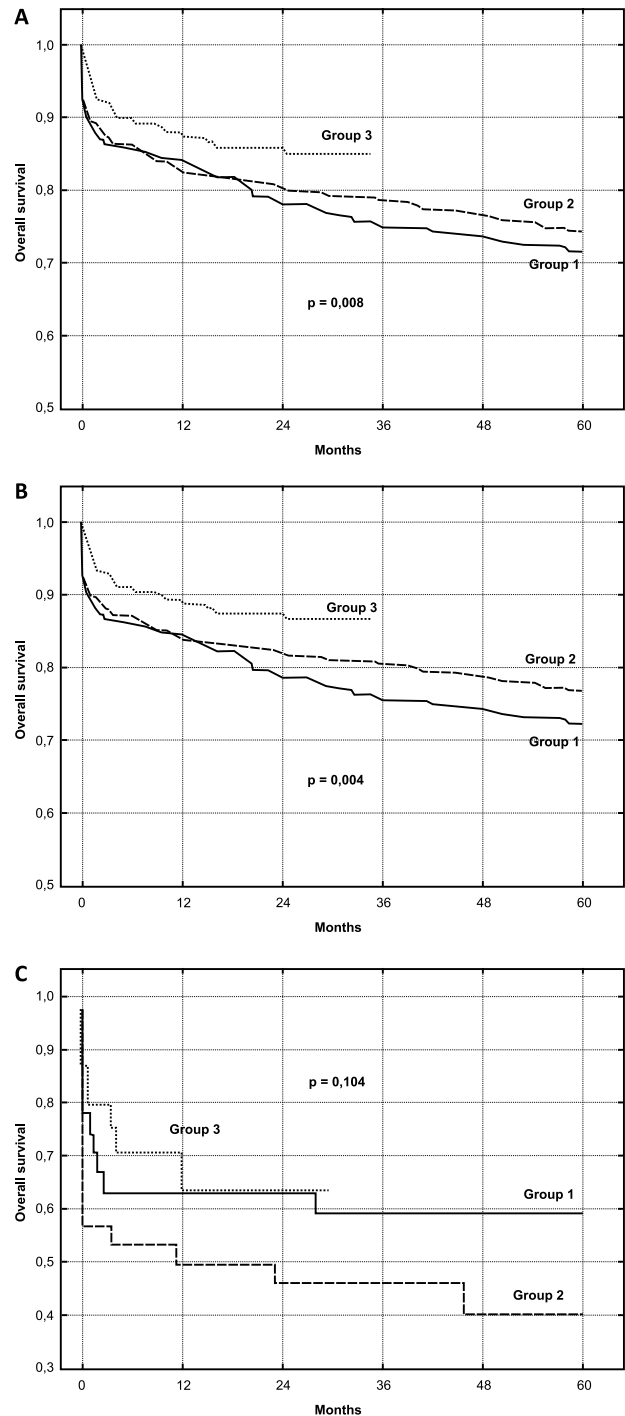 A
1,0
0,9
0,8
0,7
0,6
0,5
Overall survival
Group 3
Group 2
Group 1
p = 0,008
0 12 24 36 48 60
Months
B
1,0
0,9
0,8
0,7
0,6
0,5
Overall survival
Group 3
Group 2
Group 1
p = 0,004
0 12 24 36 48 60
Months
C
1,0
0,9
0,8
0,7
0,6
0,5
0,4
0,3
Overall survival
p = 0,104
Group 3
Group 1
Group 2
0 12 24 36 48 60
Months